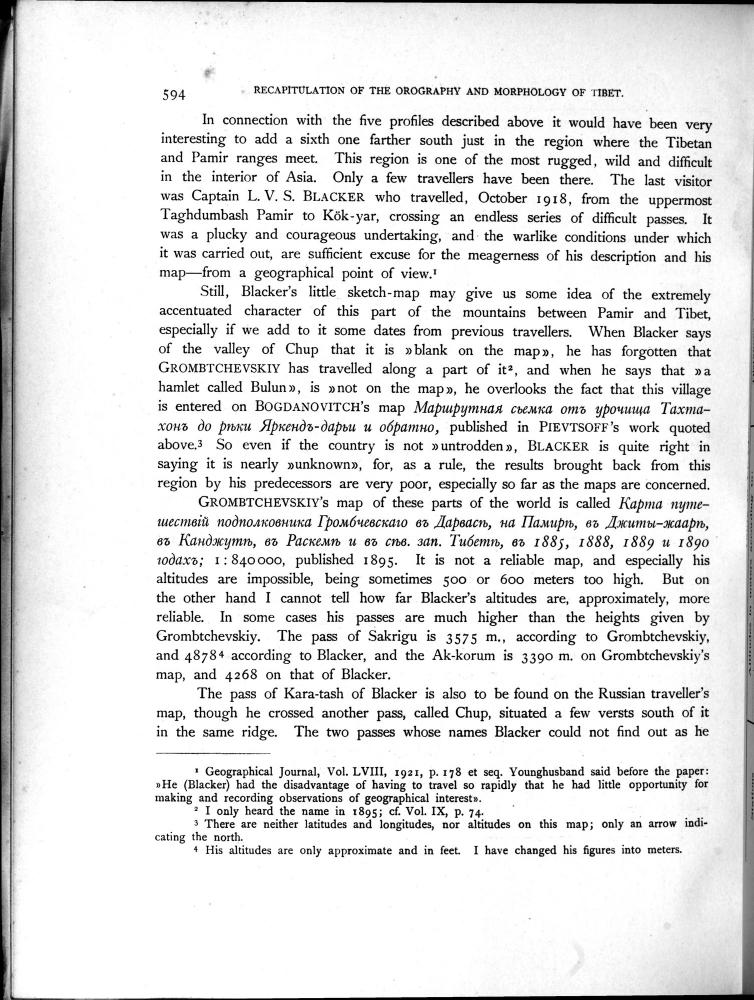 594
RECAPITULATION OF THE OROGRAPHY AND MORPHOLOGY OF TIBET.
In connection with the five profiles described above it would have been very
interesting to add a sixth one farther south just in the region where the Tibetan
and Pamir ranges meet. This region is one of the most rugged, wild and difficult
in the interior of Asia. Only a few travellers have been there. The last visitor
was Captain L. V. S. BLACKER who travelled, October 1918, from the uppermost
Taghdumbash Pamir to Kök-yar, crossing an endless series of difficult passes. It
was a plucky and courageous undertaking, and the warlike conditions under which
it was carried out, are sufficient excuse for the meagerness of his description and his
map—from a geographical point of view.¹
Still, Blacker's little sketch-map may give us some idea of the extremely
accentuated character of this part of the mountains between Pamir and Tibet,
especially if we add to it some dates from previous travellers. When Blacker says
of the valley of Chup that it is »blank on the map», he has forgotten that
GROMBTCHEVSKIY has travelled along a part of it², and when he says that »a
hamlet called Bulun», is »not on the map», he overlooks the fact that this village
is entered on BOGDANOVITCH's map Маршрутная съемка отъ урочища Тахта-
хонъ до рѣки Яркендъ-дарьи и обратно, published in PIEVTSOFF's work quoted
above.³ So even if the country is not »untrodden», BLACKER is quite right in
saying it is nearly »unknown», for, as a rule, the results brought back from this
region by his predecessors are very poor, especially so far as the maps are concerned.
GROMBTCHEVSKIY's map of these parts of the world is called Карта путе-
шествій подполковника Громбчевскаго въ Дарвасѣ, на Памирѣ, въ Джиты-жаарѣ,
въ Канджутѣ, въ Раскемѣ и въ сѣв. зап. Тибетѣ, въ 1885, 1888, 1889 и 1890
годахъ; 1 : 840 000, published 1895. It is not a reliable map, and especially his
altitudes are impossible, being sometimes 500 or 600 meters too high. But on
the other hand I cannot tell how far Blacker's altitudes are, approximately, more
reliable. In some cases his passes are much higher than the heights given by
Grombtchevskiy. The pass of Sakrigu is 3575 m., according to Grombtchevskiy,
and 4878⁴ according to Blacker, and the Ak-korum is 3390 m. on Grombtchevskiy's
map, and 4268 on that of Blacker.
The pass of Kara-tash of Blacker is also to be found on the Russian traveller's
map, though he crossed another pass, called Chup, situated a few versts south of it
in the same ridge. The two passes whose names Blacker could not find out as he
¹ Geographical Journal, Vol. LVIII, 1921, p. 178 et seq. Younghusband said before the paper:
»He (Blacker) had the disadvantage of having to travel so rapidly that he had little opportunity for
making and recording observations of geographical interest».
² I only heard the name in 1895; cf. Vol. IX, p. 74.
³ There are neither latitudes and longitudes, nor altitudes on this map; only an arrow indi-
cating the north.
⁴ His altitudes are only approximate and in feet. I have changed his figures into meters.